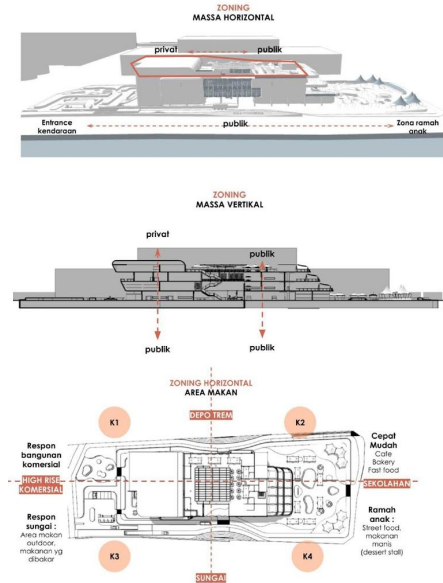 ZONING
MASSA HORIZONTAL
privat
publik
Entrance
kendaraan
publik
Zona ramah
anak
ZONING
MASSA VERTIKAL
privat
publik
publik
publik
ZONING HORIZONTAL
AREA MAKAN
DEPO TREM
K1
K2
Respon
bangunan
komersial
Cepat
Mudah
Cafe
Bakery
Fast food
HIGH RISE
KOMERSIAL
SEKOLAHAN
Respon
sungai :
Area makan
outdoor,
makanan yg
dibakar
Ramah
anak :
Street food,
makanan
manis
(dessert stall)
K3
K4
SUNGAI